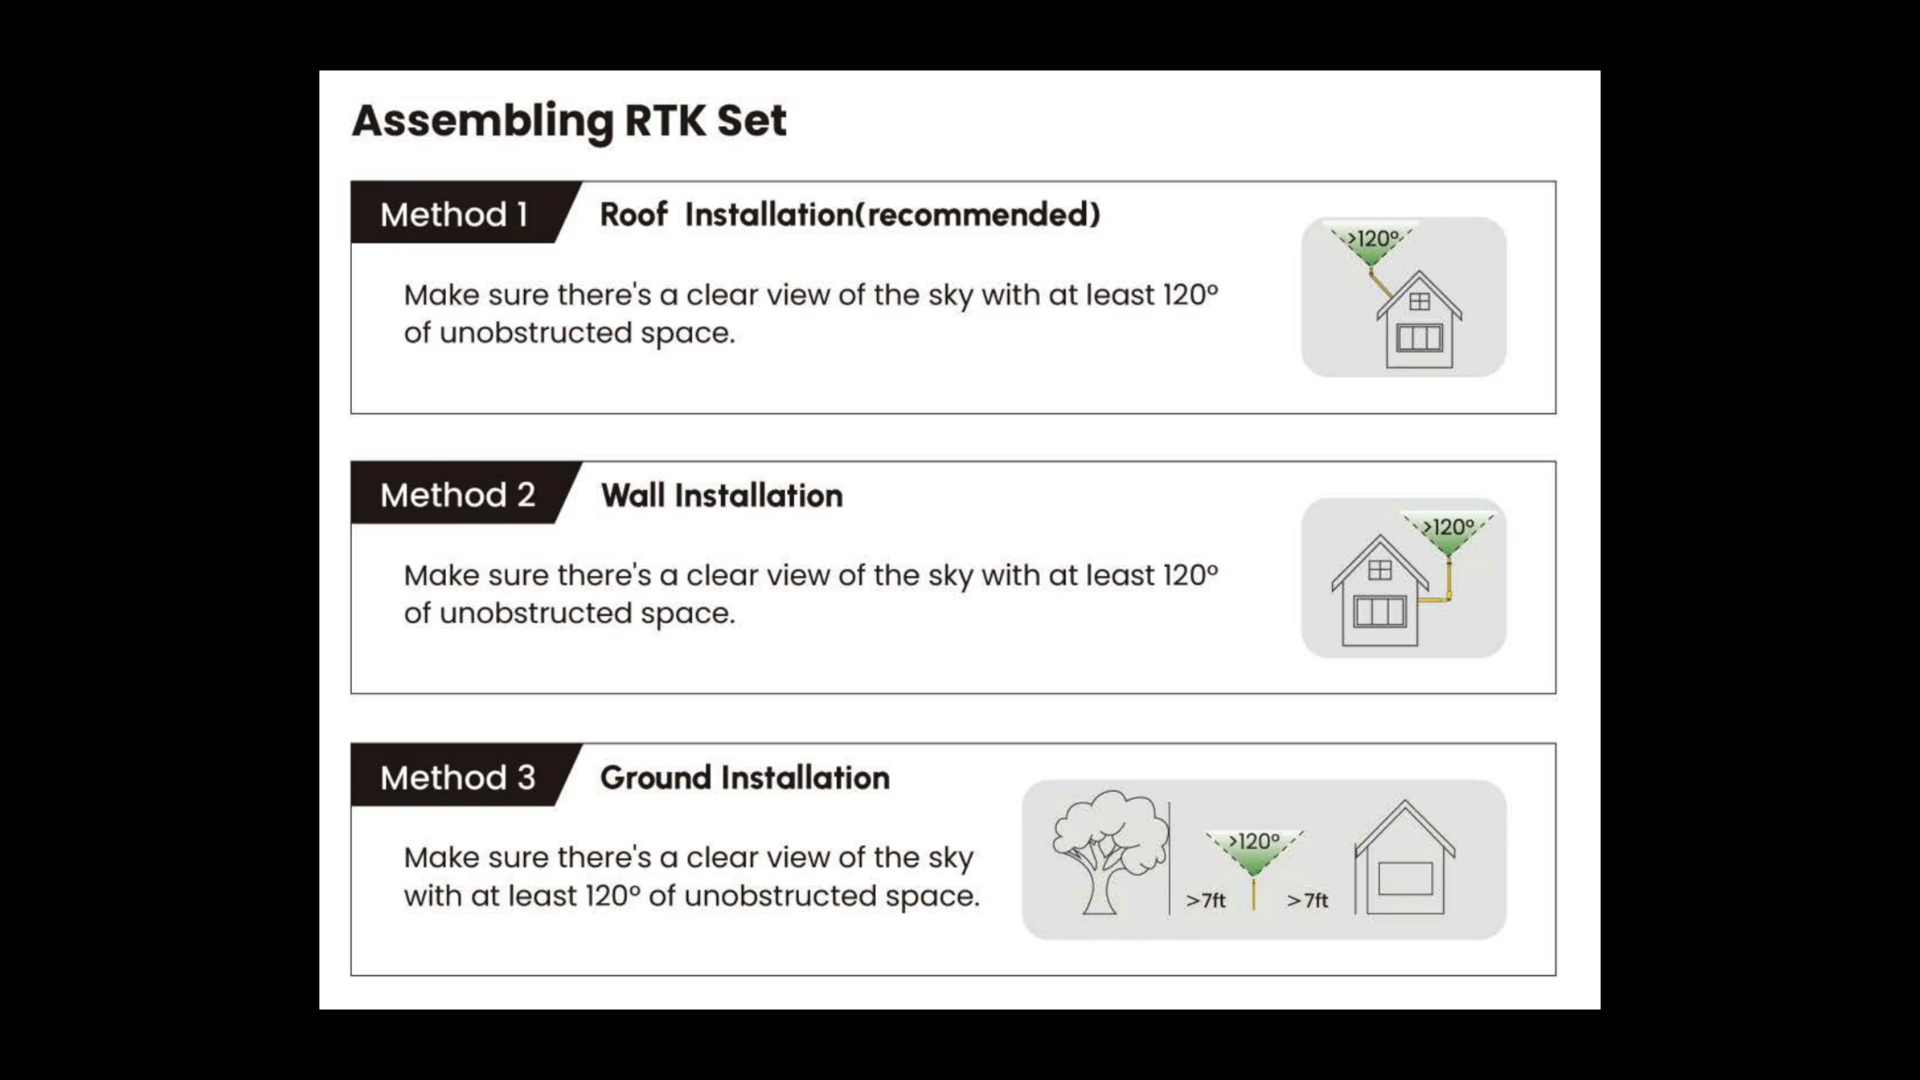 Assembling RTK Set
Method 1
Roof Installation(recommended)
>120°
Make sure there's a clear view of the sky with at least 120°
of unobstructed space.
Method 2
Wall Installation
>120°
Make sure there's a clear view of the sky with at least 120°
of unobstructed space.
Method 3
Ground Installation
>120°
Make sure there's a clear view of the sky
with at least 120° of unobstructed space.
>7ft
>7ft